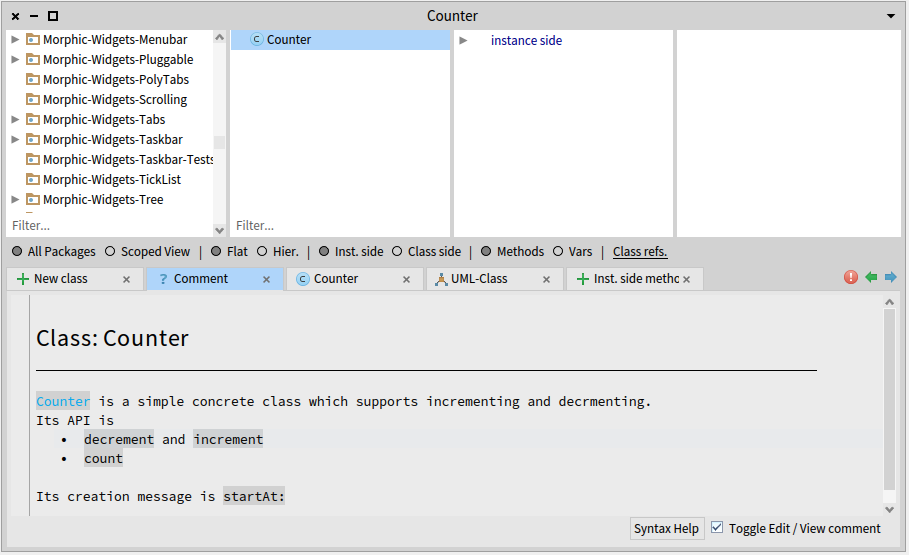 Counter
Morphic-Widgets-Menubar
Morphic-Widgets-Pluggable
Morphic-Widgets-PolyTabs
Morphic-Widgets-Scrolling
Morphic-Widgets-Tabs
Morphic-Widgets-Taskbar
Morphic-Widgets-Taskbar-Tests
Morphic-Widgets-TickList
Morphic-Widgets-Tree
Filter...
C Counter
Filter...
instance side
All Packages Scoped View | Flat Hier. | Inst. side Class side | Methods Vars | Class refs.
New class ? Comment C Counter UML-Class Inst. side methc
Class: Counter
Counter is a simple concrete class which supports incrementing and decrmenting.
Its API is
• decrement and increment
• count
Its creation message is startAt:
Syntax Help Toggle Edit / View comment